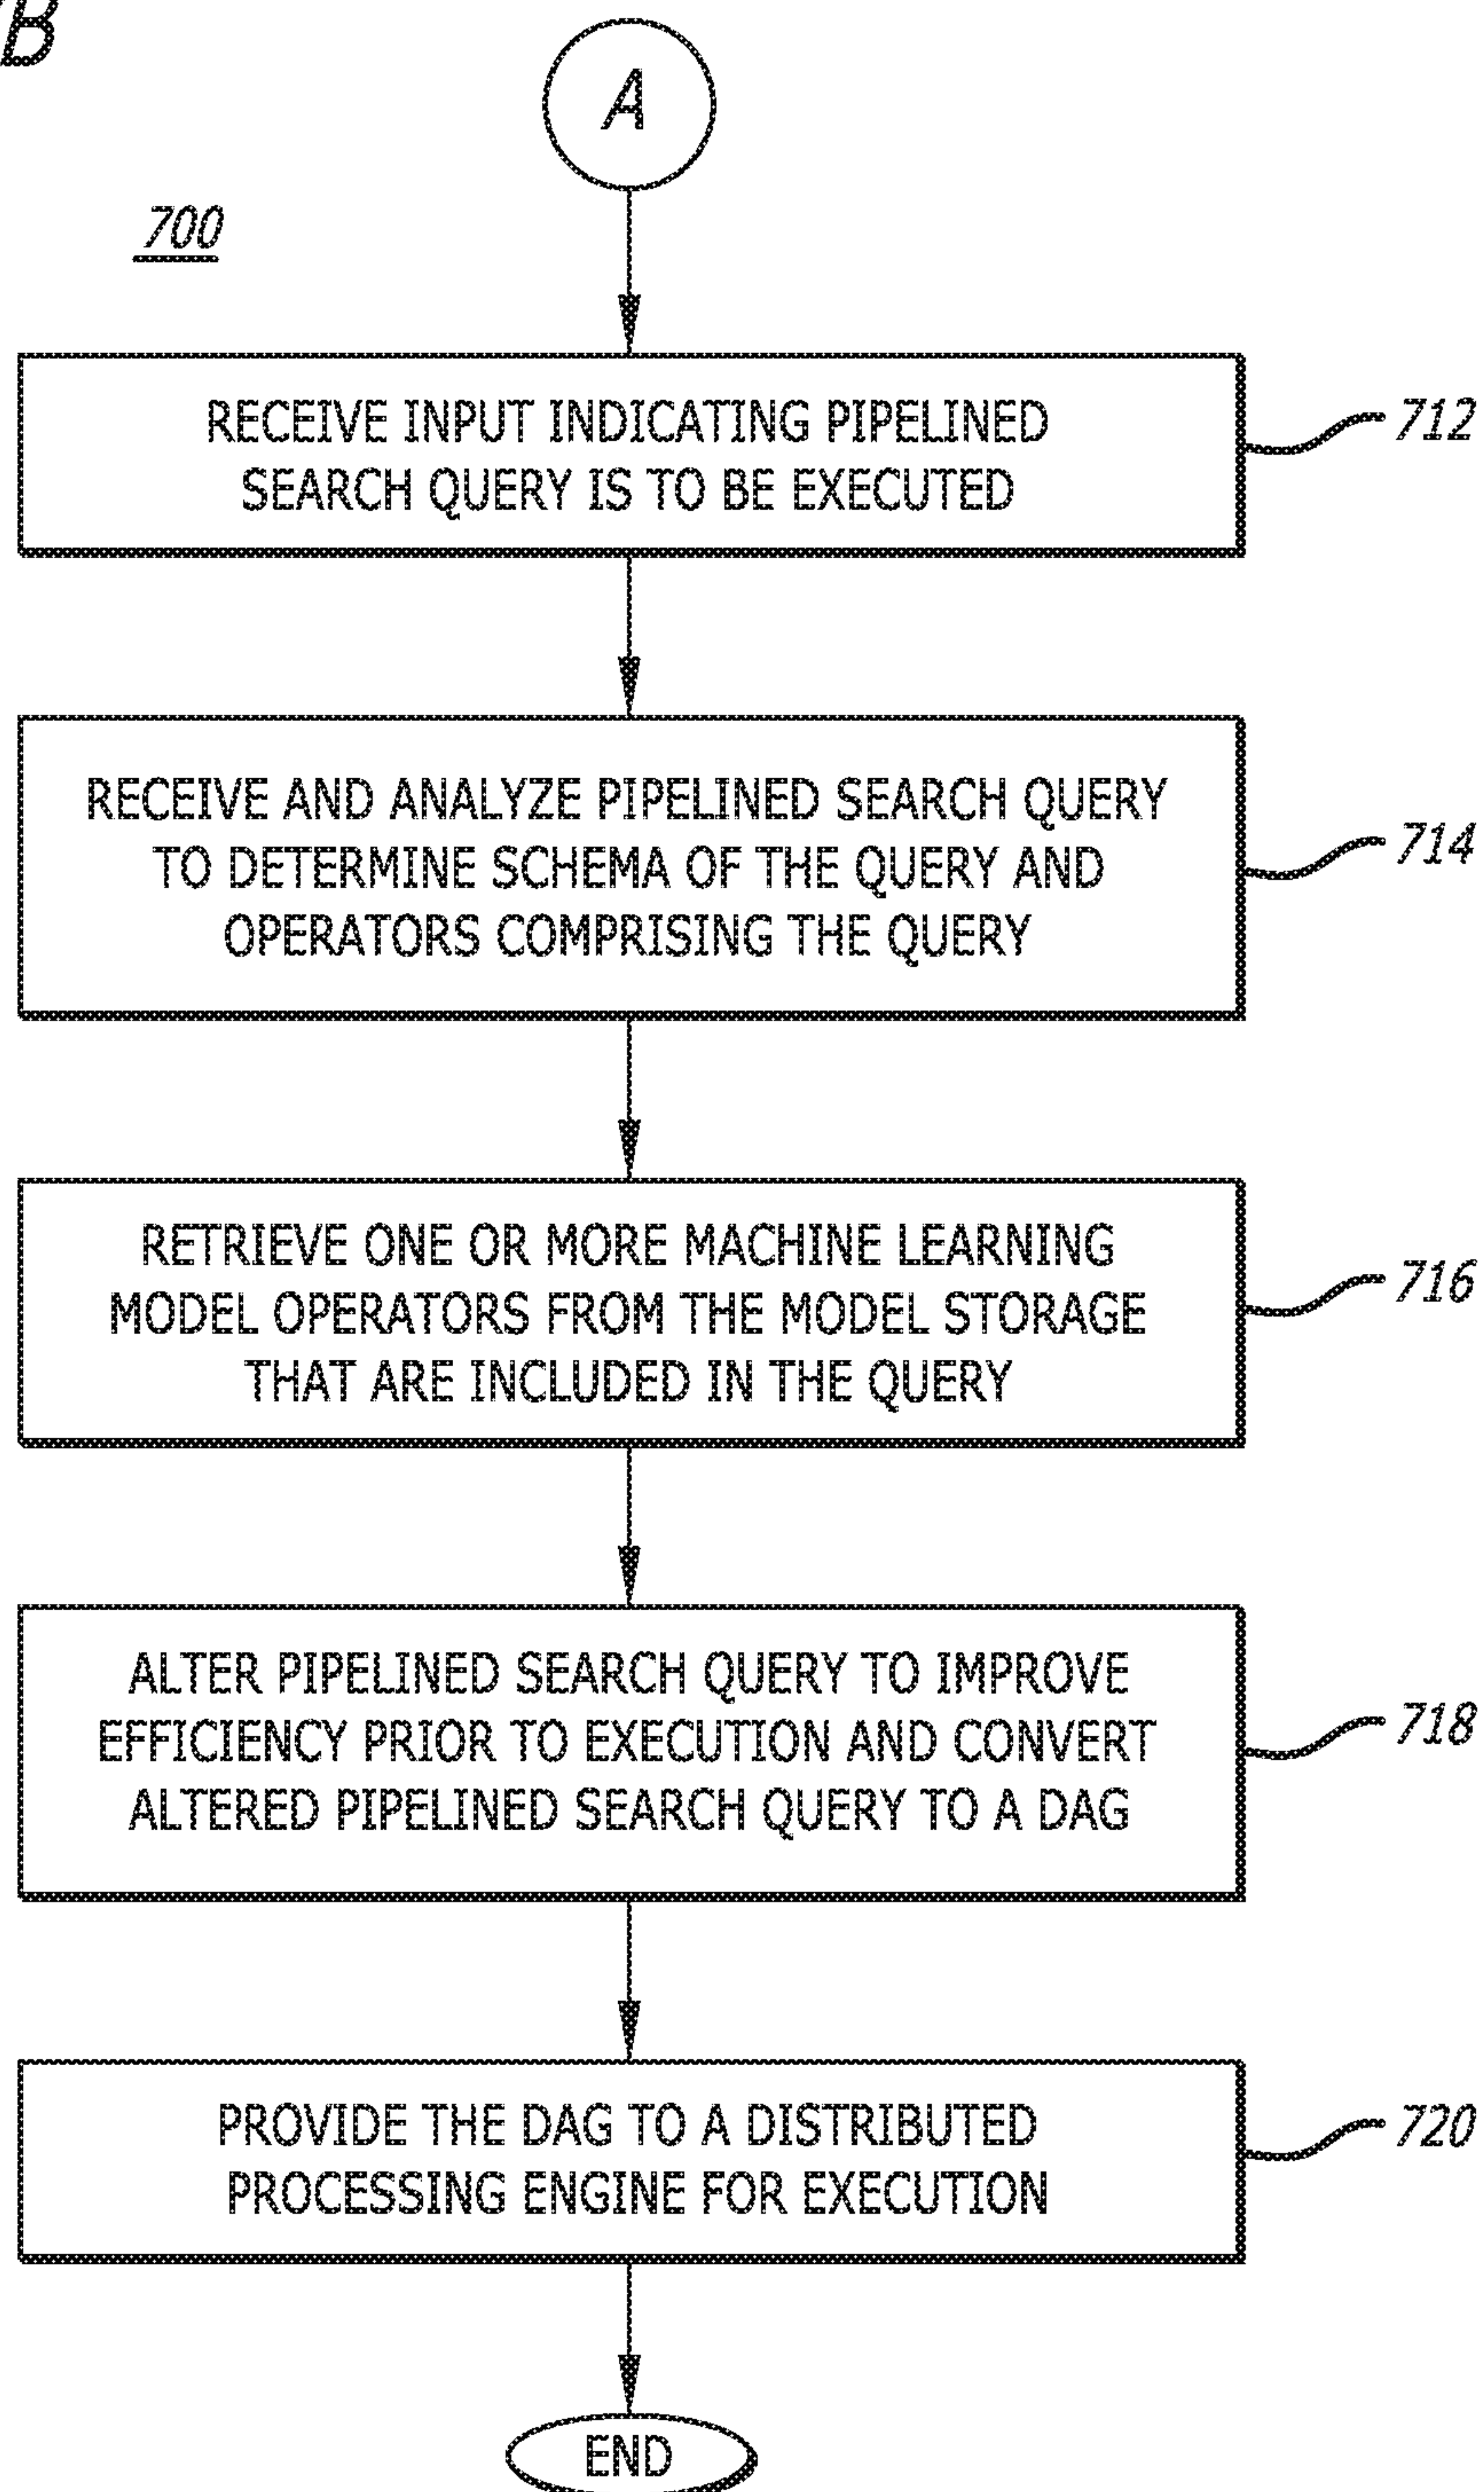 B
A
700
RECEIVE INPUT INDICATING PIPELINED
SEARCH QUERY IS TO BE EXECUTED
712
RECEIVE AND ANALYZE PIPELINED SEARCH QUERY
TO DETERMINE SCHEMA OF THE QUERY AND
OPERATORS COMPRISING THE QUERY
714
RETRIEVE ONE OR MORE MACHINE LEARNING
MODEL OPERATORS FROM THE MODEL STORAGE
THAT ARE INCLUDED IN THE QUERY
716
ALTER PIPELINED SEARCH QUERY TO IMPROVE
EFFICIENCY PRIOR TO EXECUTION AND CONVERT
ALTERED PIPELINED SEARCH QUERY TO A DAG
718
PROVIDE THE DAG TO A DISTRIBUTED
PROCESSING ENGINE FOR EXECUTION
720
END